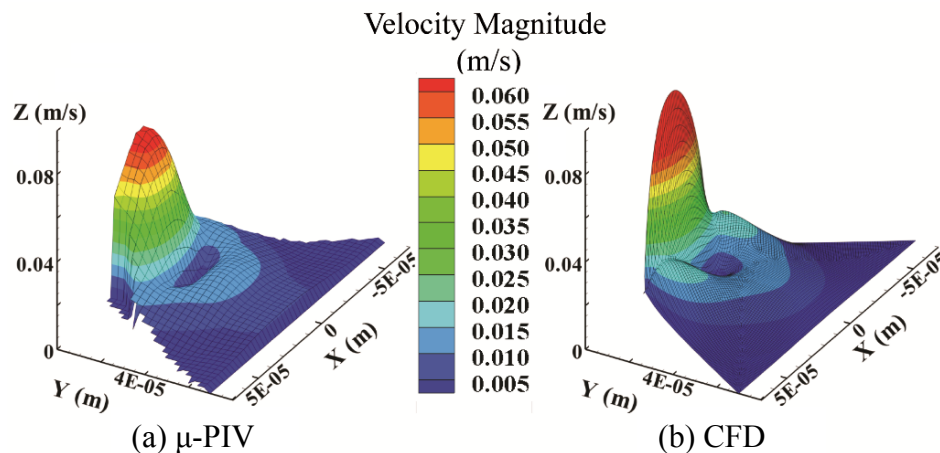 Velocity Magnitude
(m/s)
Z (m/s)
0.08
0.04
0
Y (m)
4E-05
5E-05
X (m)
0
-5E-05
(a) μ-PIV
0.060
0.055
0.050
0.045
0.040
0.035
0.030
0.025
0.020
0.015
0.010
0.005
Z (m/s)
0.08
0.04
0
Y (m)
4E-05
5E-05
X (m)
0
-5E-05
(b) CFD